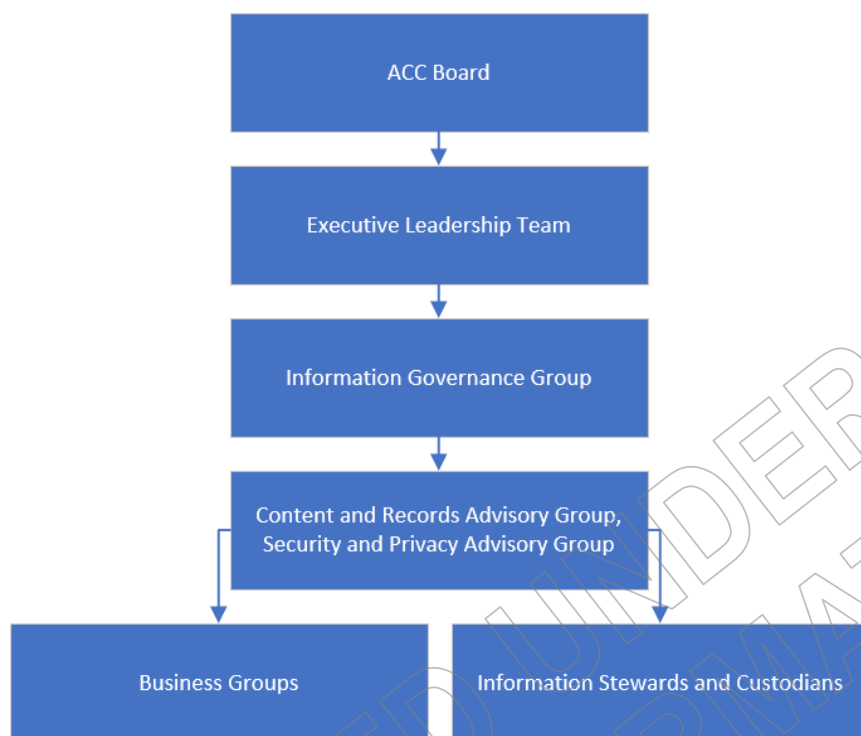 ACC Board
Executive Leadership Team
Information Governance Group
Content and Records Advisory Group,
Security and Privacy Advisory Group
Business Groups
Information Stewards and Custodians
UNDER